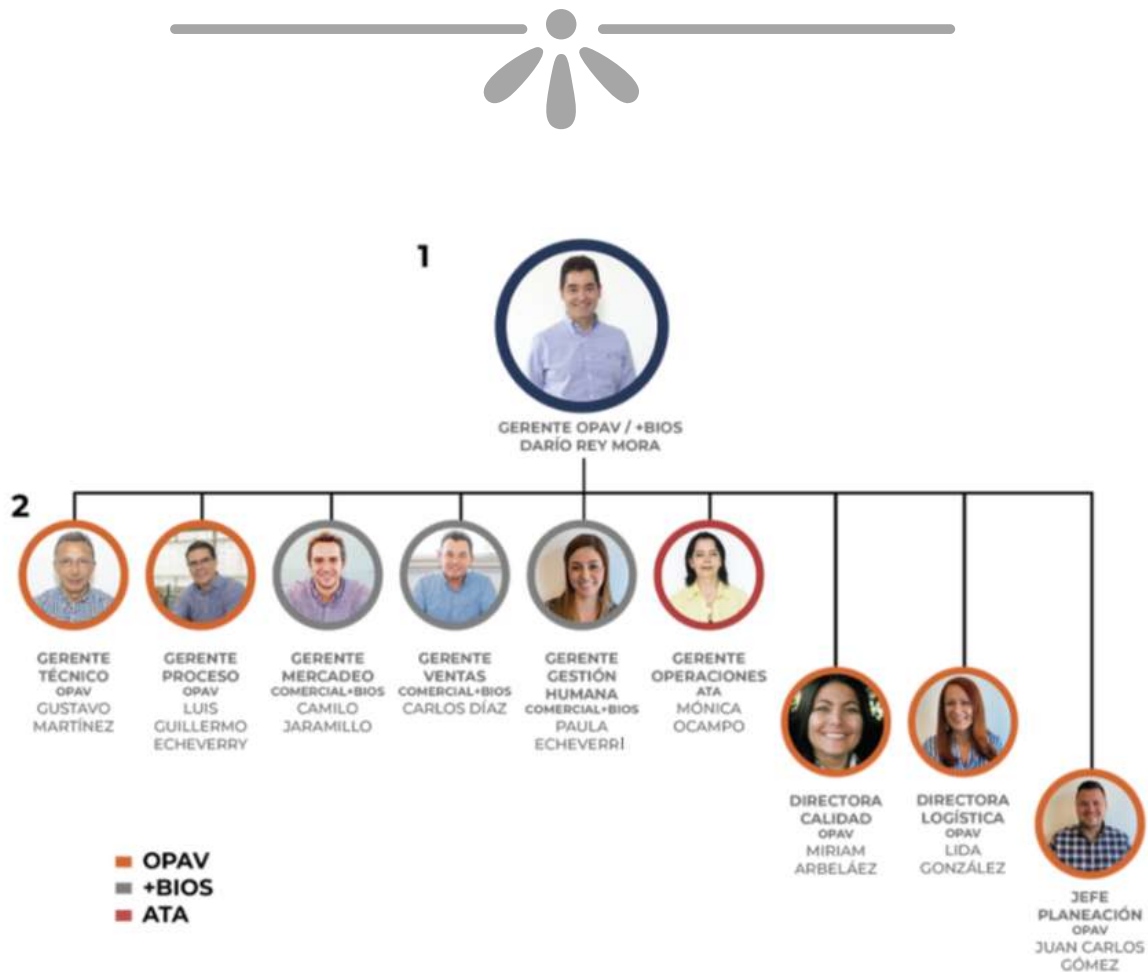 1
GERENTE OPAV / +BIOS
DARÍO REY MORA
2
GERENTE
TÉCNICO
OPAV
GUSTAVO
MARTÍNEZ
GERENTE
PROCESO
OPAV
LUIS
GUILLERMO
ECHEVERRY
GERENTE
MERCADEO
COMERCIAL+BIOS
CAMILO
JARAMILLO
GERENTE
VENTAS
COMERCIAL+BIOS
CARLOS DÍAZ
GERENTE
GESTIÓN
HUMANA
COMERCIAL+BIOS
PAULA
ECHEVERRI
GERENTE
OPERACIONES
ATA
MÓNICA
OCAMPO
DIRECTORA
CALIDAD
OPAV
MIRIAM
ARBELÁEZ
DIRECTORA
LOGÍSTICA
OPAV
LIDA
GONZÁLEZ
JEFE
PLANEACIÓN
OPAV
JUAN CARLOS
GÓMEZ
OPAV
+BIOS
ATA